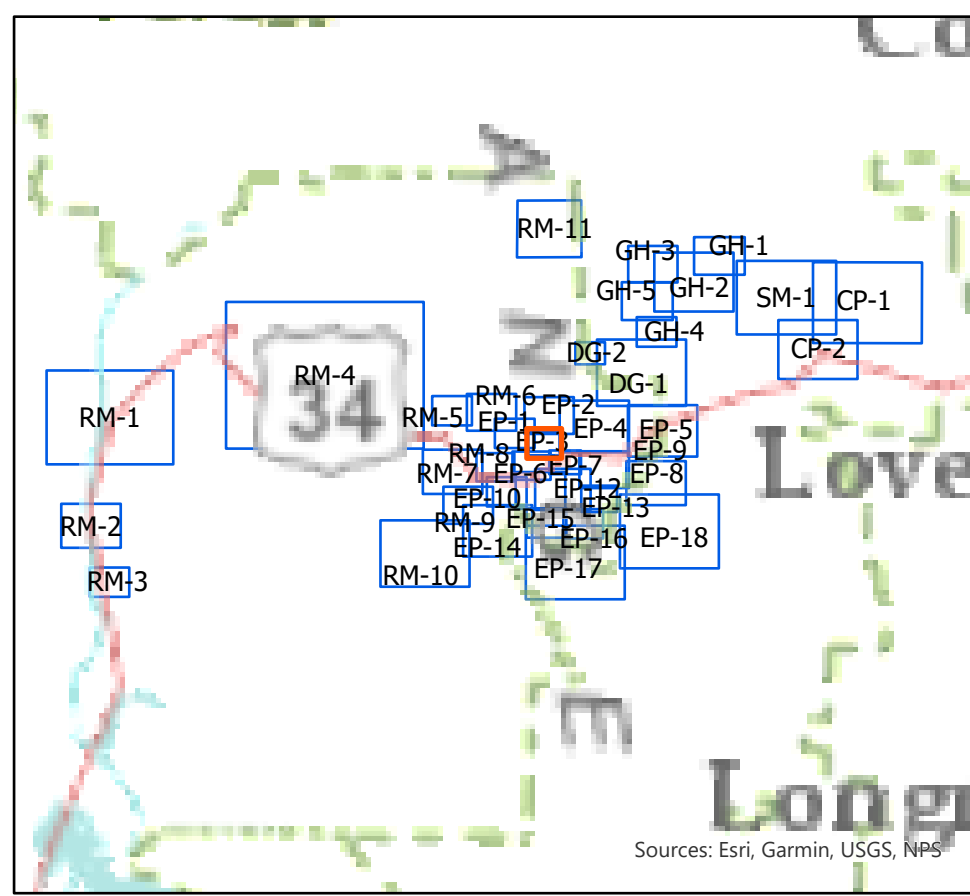 Co
A
RM-11
GH-1
GH-3
GH-5
GH-2
SM-1
CP-1
N
GH-4
DG-2
CP-2
RM-4
34
DG-1
RM-6
RM-5
EP-2
RM-1
EP-1
EP-4
EP-5
EP-3
EP-9
RM-8
Love
RM-7
EP-6
EP-7
EP-8
EP-12
EP-10
EP-13
RM-2
RM-9
EP-15
EP-14
EP-16
EP-18
RM-3
RM-10
EP-17
E
Long
Sources: Esri, Garmin, USGS, NPS